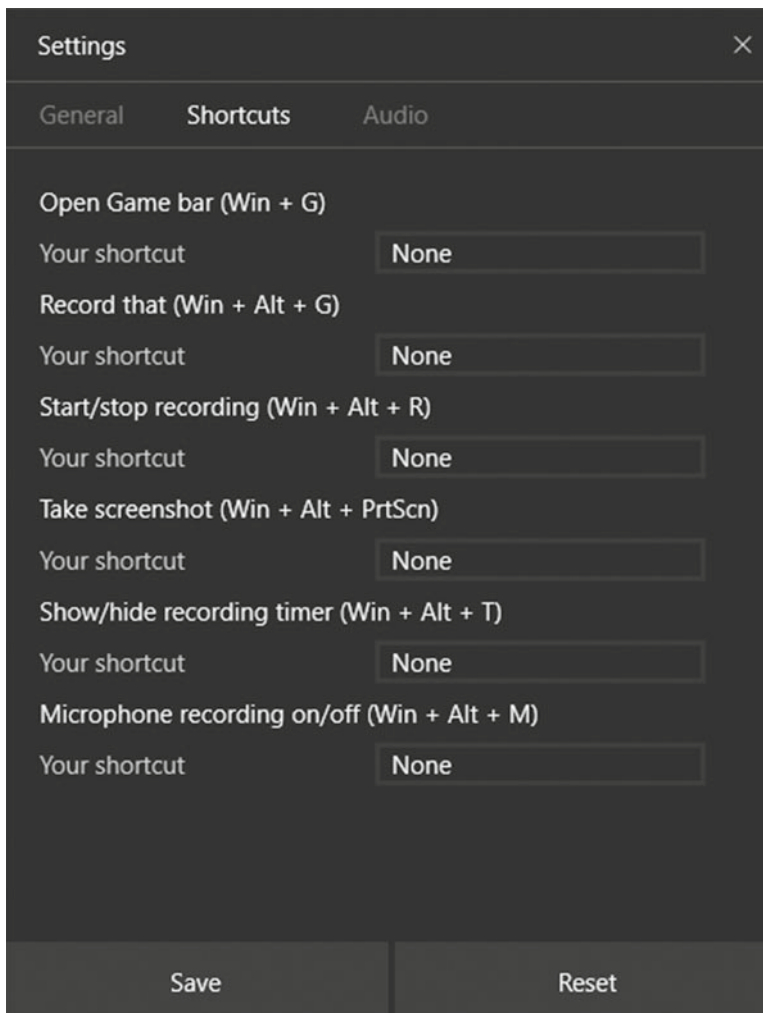 Settings
General Shortcuts Audio
Open Game bar (Win + G)
Your shortcut None
Record that (Win + Alt + G)
Your shortcut None
Start/stop recording (Win + Alt + R)
Your shortcut None
Take screenshot (Win + Alt + PrtScn)
Your shortcut None
Show/hide recording timer (Win + Alt + T)
Your shortcut None
Microphone recording on/off (Win + Alt + M)
Your shortcut None
Save Reset